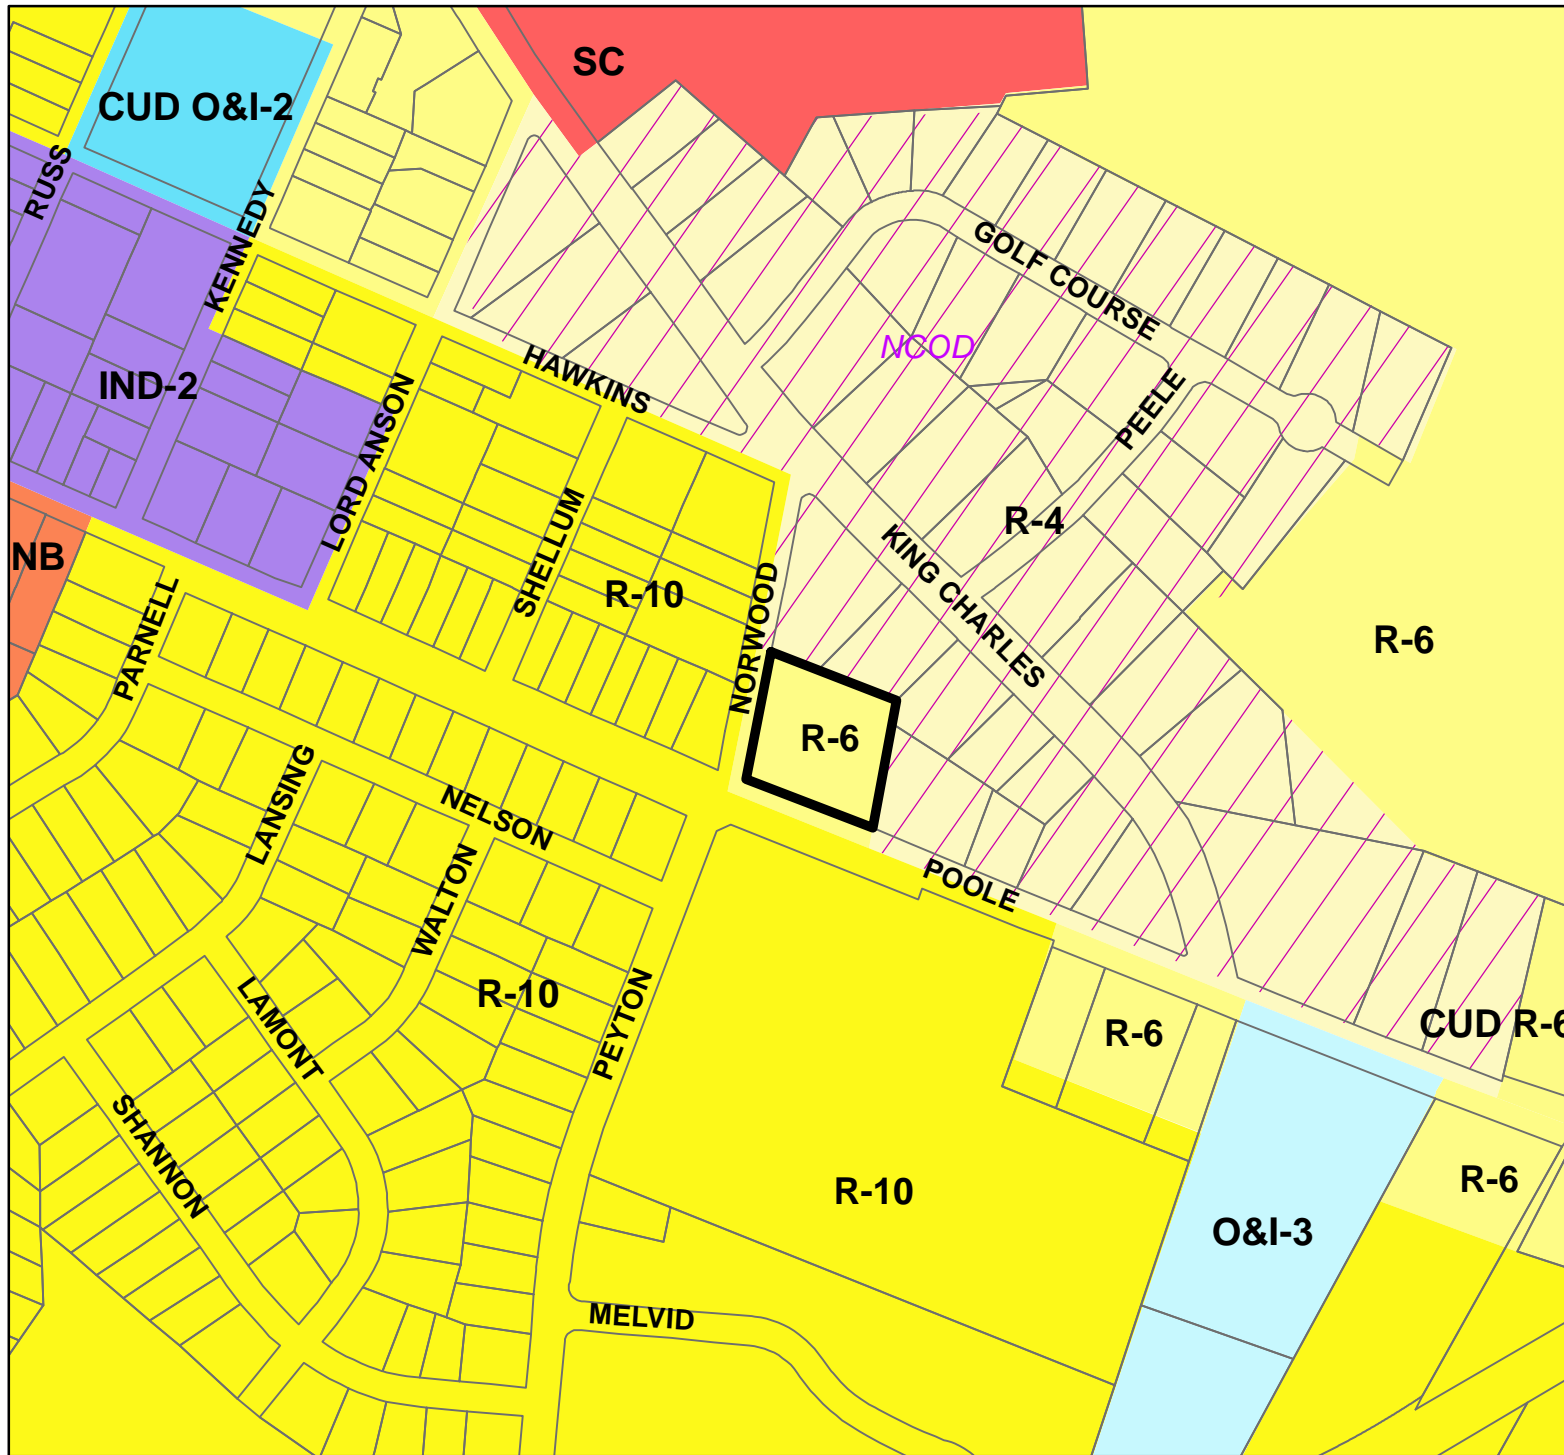 SC
CUD O&I-2
RUSS
KENNEDY
GOLF COURSE
NCOD
HAWKINS
IND-2
PEELE
LORD ANSON
R-4
NB
SHELLUM
KING CHARLES
R-10
NORWOOD
PARNELL
R-6
R-6
LANSING
NELSON
POOLE
WALTON
R-10
PEYTON
LAMONT
CUD R-6
R-6
SHANNON
R-10
R-6
O&I-3
MELVID